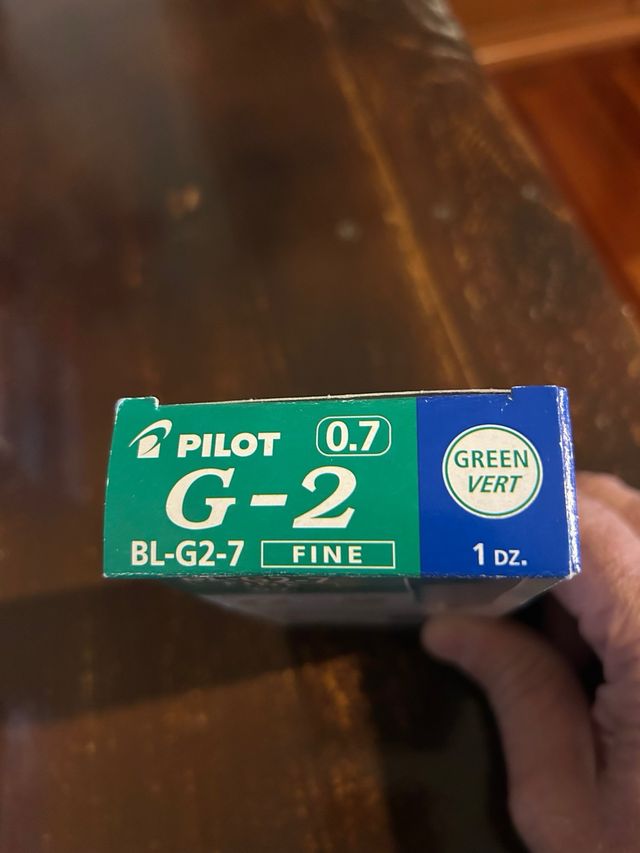 PILOT 0.7
G-2
BL-G2-7 FINE
GREEN
VERT
1 DZ.